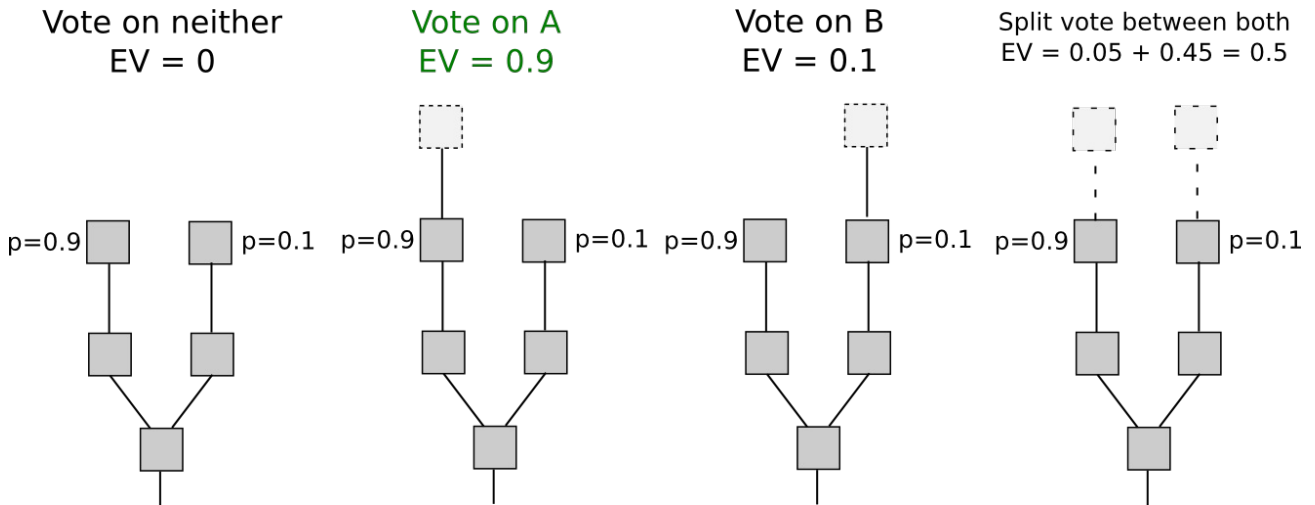 Vote on neither
EV = 0
Vote on A
EV = 0.9
Vote on B
EV = 0.1
Split vote between both
EV = 0.05 + 0.45 = 0.5
p=0.9
p=0.1
p=0.9
p=0.1
p=0.9
p=0.1
p=0.9
p=0.1